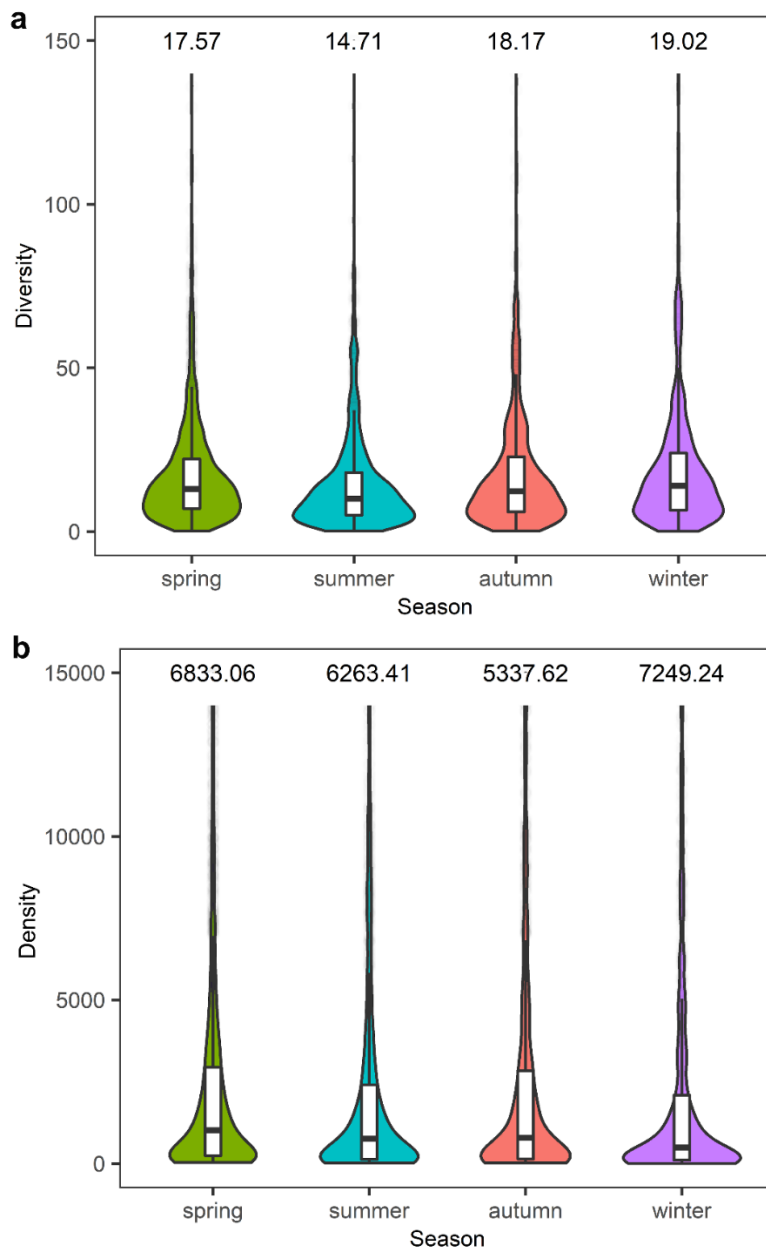 a
150
17.57 14.71 18.17 19.02
100
Diversity
50
0
spring summer autumn winter
Season
b
15000
6833.06 6263.41 5337.62 7249.24
10000
Density
5000
0
spring summer autumn winter
Season